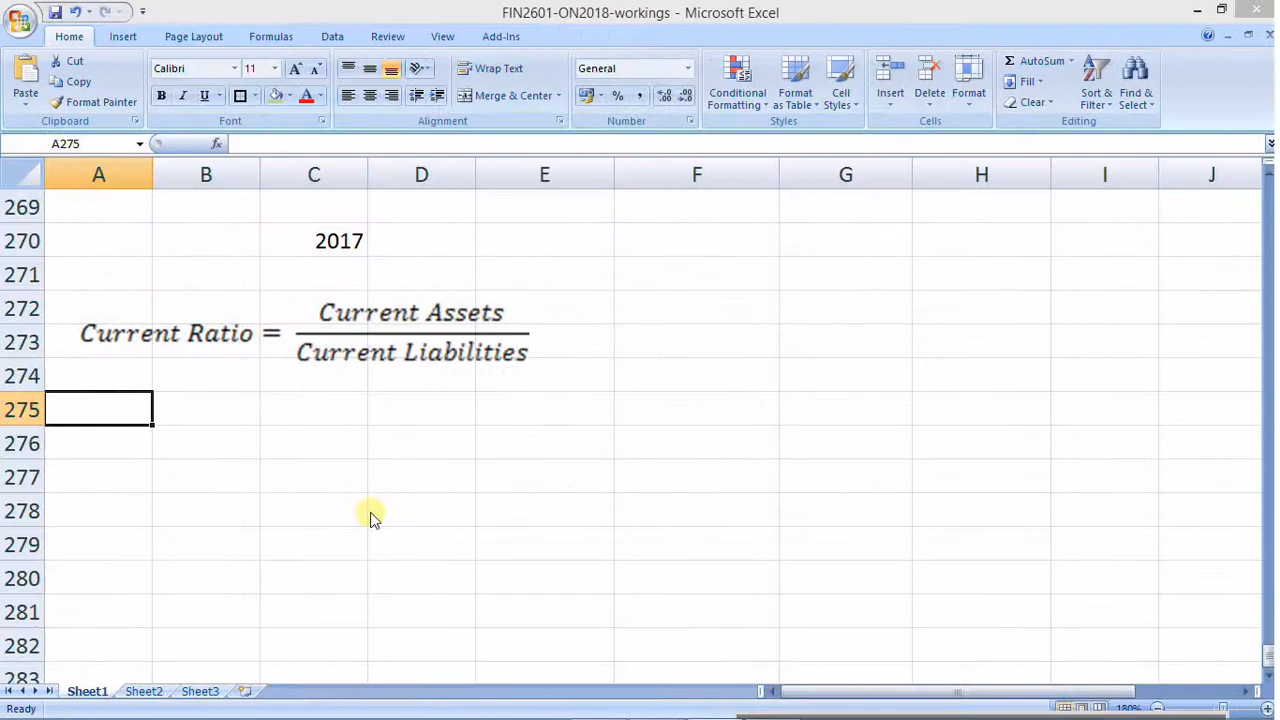 FIN2601-ON2018-workings - Microsoft Excel
Home Insert Page Layout Formulas Data Review View Add-Ins
Paste Cut Copy Format Painter Clipboard
Calibri 11 B I U A Font
Wrap Text Merge & Center Alignment
General % , Number
Conditional Formatting Format as Table Cell Styles Styles
Insert Delete Format Cells
Σ AutoSum Fill Clear Sort & Filter Find & Select Editing
A275 fx
A B C D E F G H I J
269
270 2017
271
272
273
Current Ratio = Current Assets
Current Liabilities
274
275
276
277
278
279
280
281
282
283
Sheet1 Sheet2 Sheet3
Ready 180%